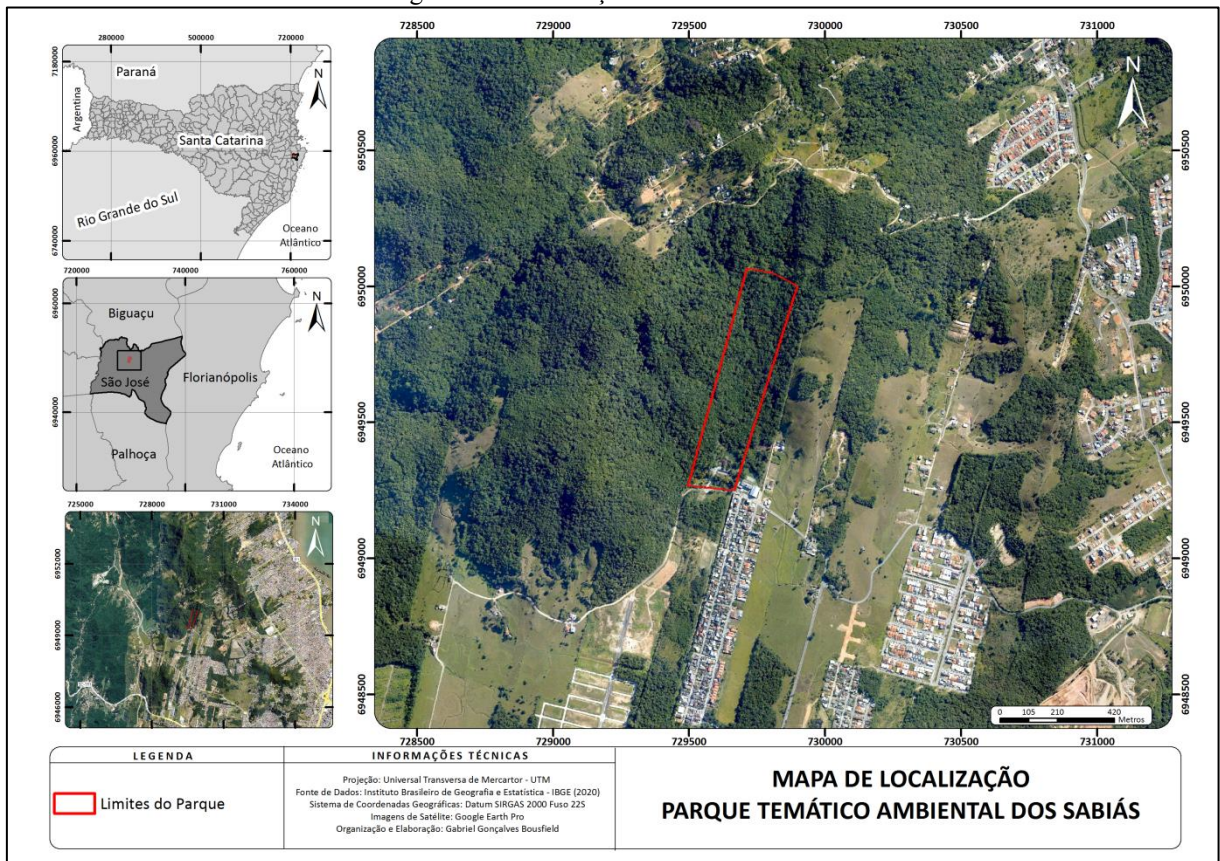 280000 500000 720000
7180000
6960000
6740000
N
Paraná
Argentina
Santa Catarina
Rio Grande do Sul
Oceano
Atlântico
720000 740000 760000
6960000
6940000
N
Biguaçu
São José
Florianópolis
Palhoça
Oceano
Atlântico
725000 728000 731000 734000
6952000
6949000
6946000
N
728500 729000 729500 730000 730500 731000
6950500
6950000
6949500
6949000
6948500
N
6950500
6950000
6949500
6949000
6948500
0 105 210 420
Metros
728500 729000 729500 730000 730500 731000
LEGENDA
Limites do Parque
INFORMAÇÕES TÉCNICAS
Projeção: Universal Transversa de Mercartor - UTM
Fonte de Dados: Instituto Brasileiro de Geografia e Estatística - IBGE (2020)
Sistema de Coordenadas Geográficas: Datum SIRGAS 2000 Fuso 22S
Imagens de Satélite: Google Earth Pro
Organização e Elaboração: Gabriel Gonçalves Bousfield
MAPA DE LOCALIZAÇÃO
PARQUE TEMÁTICO AMBIENTAL DOS SABIÁS